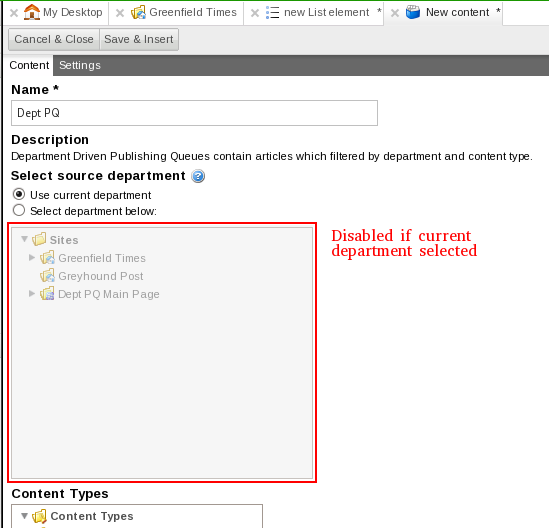 My Desktop Greenfield Times new List element * New content *
Cancel & Close Save & Insert
Content Settings
Name *
Dept PQ
Description
Department Driven Publishing Queues contain articles which filtered by department and content type.
Select source department ?
Use current department
Select department below:
Sites
Greenfield Times
Greyhound Post
Dept PQ Main Page
Disabled if current
department selected
Content Types
Content Types